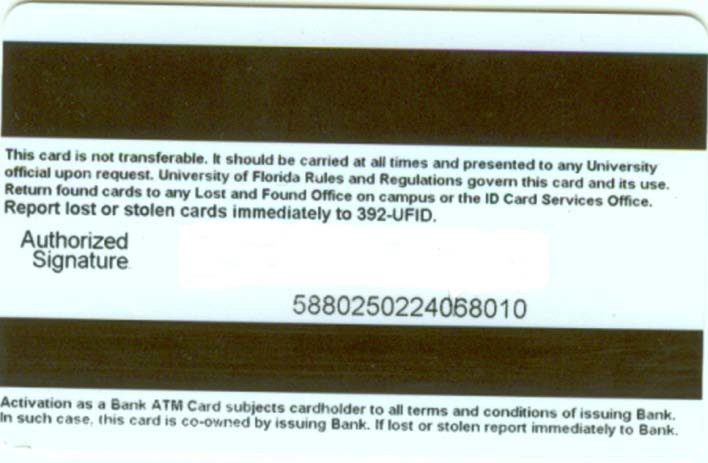 This card is not transferable. It should be carried at all times and presented to any University
official upon request. University of Florida Rules and Regulations govern this card and its use.
Return found cards to any Lost and Found Office on campus or the ID Card Services Office.
Report lost or stolen cards immediately to 392-UFID.
Authorized
Signature
5880250224068010
Activation as a Bank ATM Card subjects cardholder to all terms and conditions of issuing Bank.
In such case, this card is co-owned by issuing Bank. If lost or stolen report immediately to Bank.